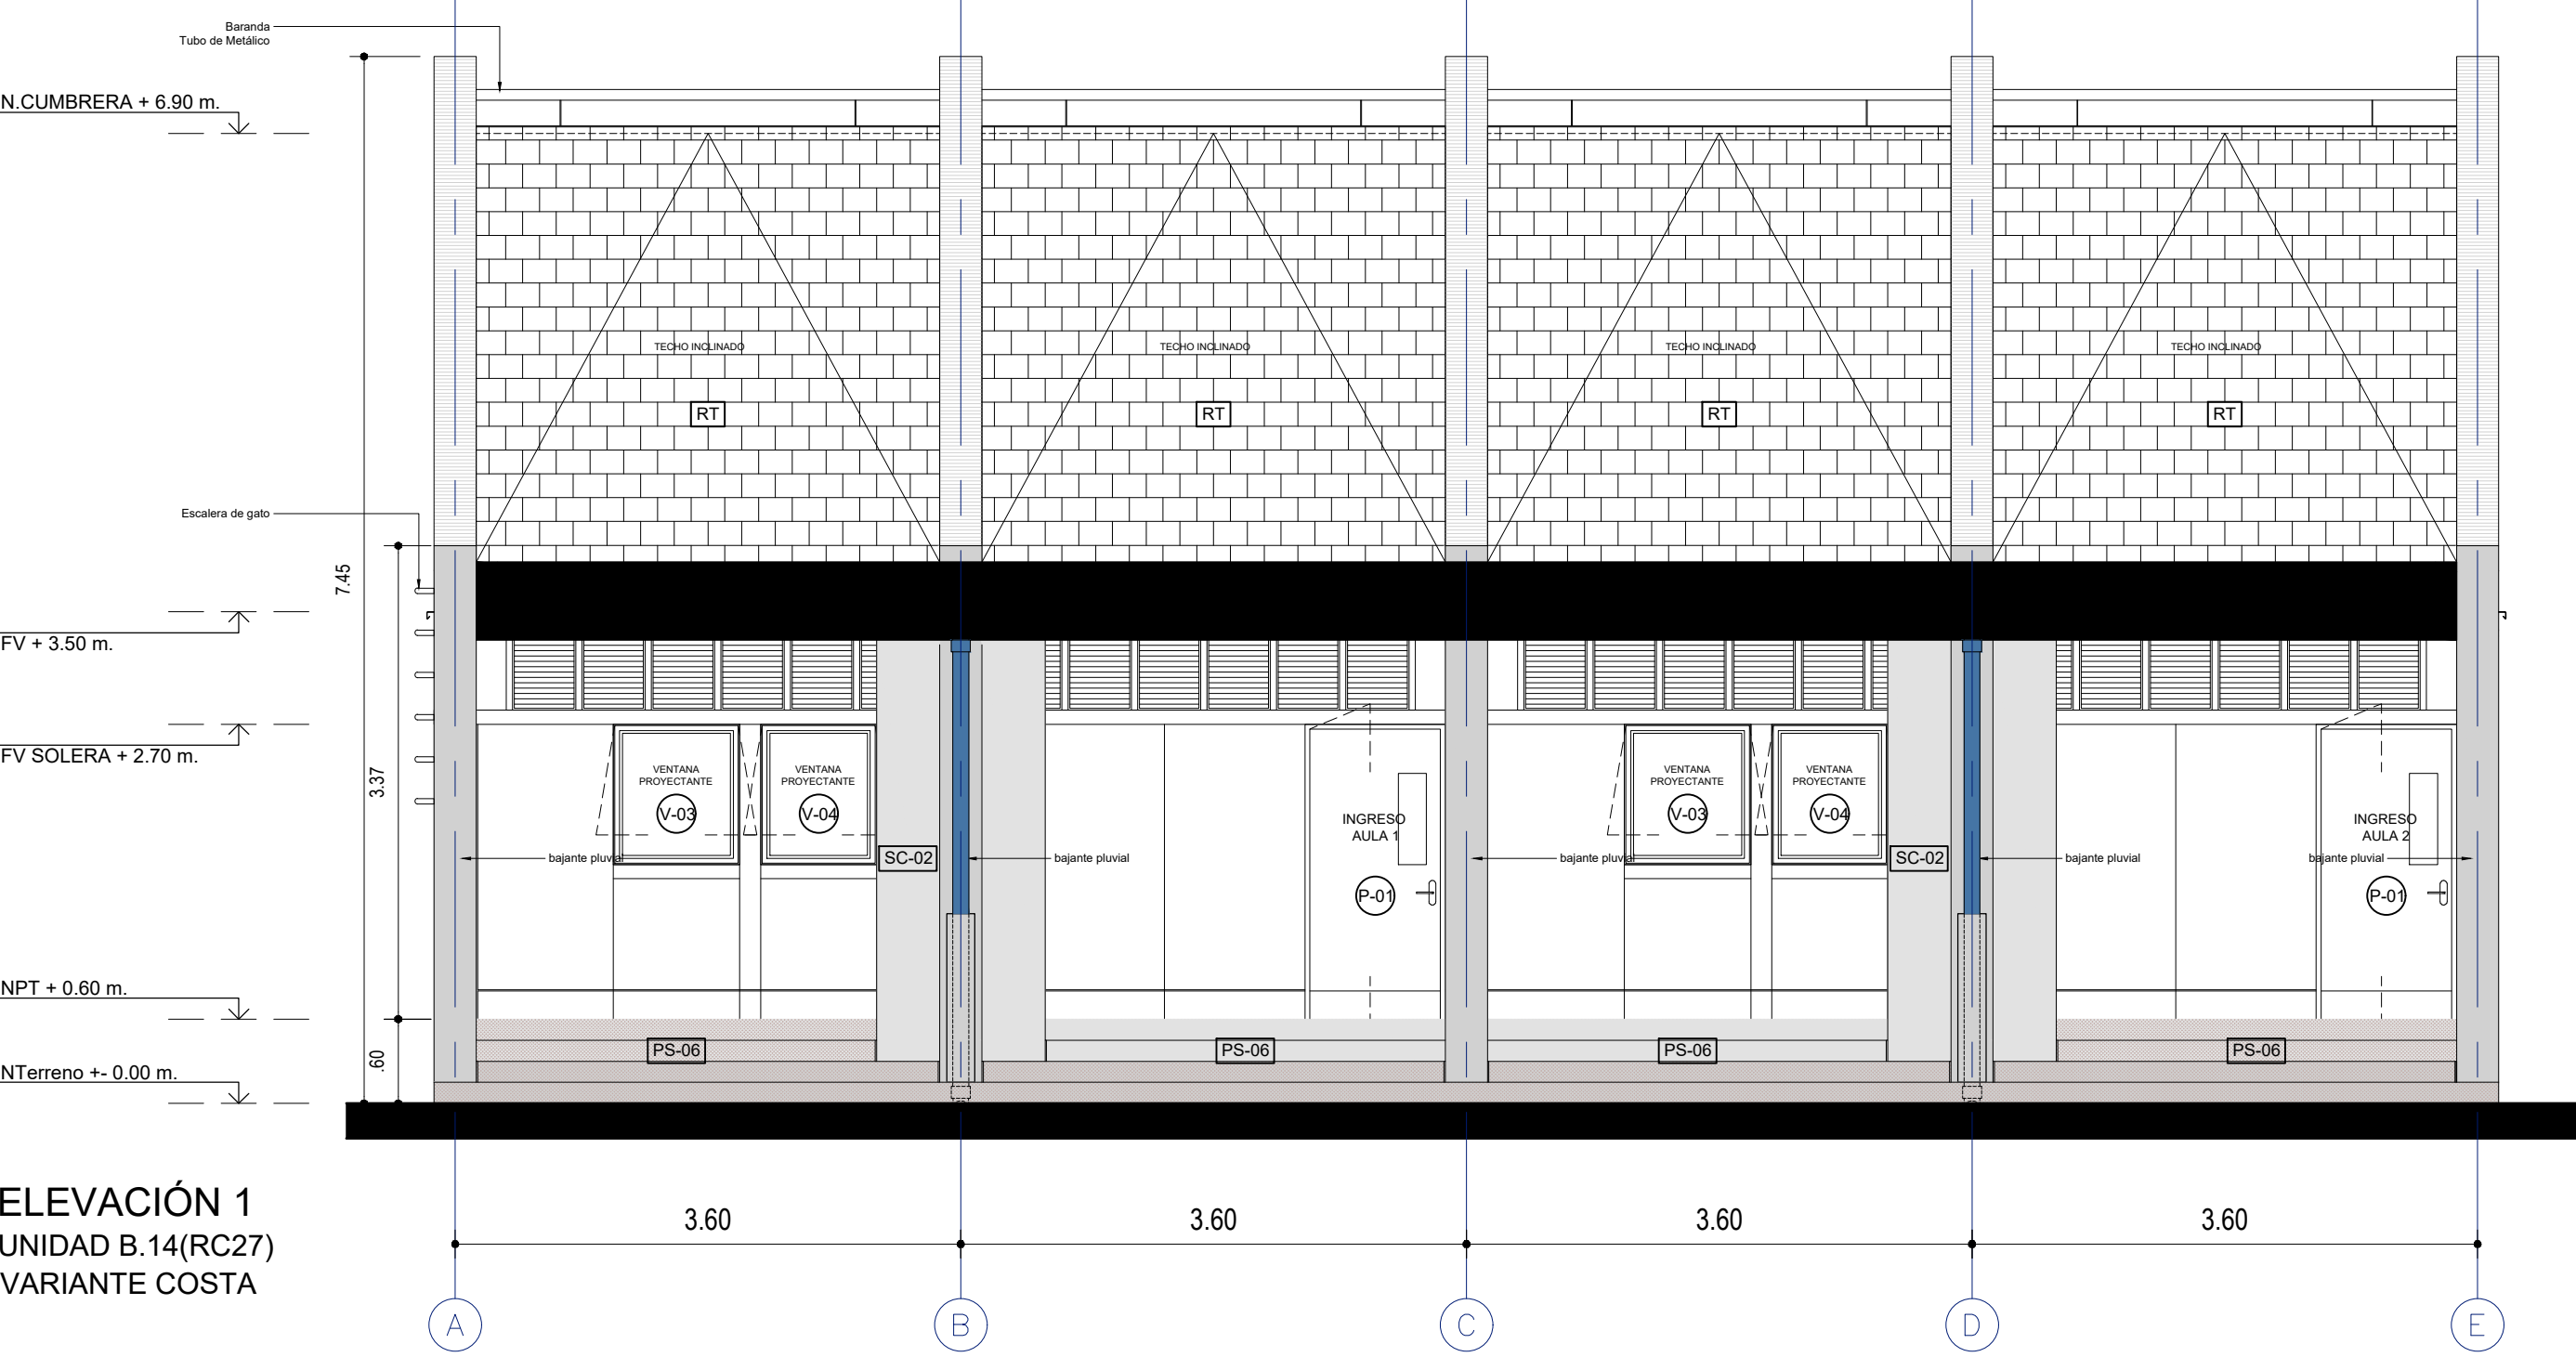 Baranda
Tubo de Metálico
N.CUMBRERA + 6.90 m.
TECHO INCLINADO
TECHO INCLINADO
TECHO INCLINADO
TECHO INCLINADO
RT
RT
RT
RT
Escalera de gato
7.45
FV + 3.50 m.
FV SOLERA + 2.70 m.
3.37
VENTANA
PROYECTANTE
V-03
VENTANA
PROYECTANTE
V-04
INGRESO
AULA 1
VENTANA
PROYECTANTE
V-03
VENTANA
PROYECTANTE
V-04
INGRESO
AULA 2
bajante pluvial
SC-02
bajante pluvial
bajante pluvial
SC-02
bajante pluvial
bajante pluvial
P-01
P-01
NPT + 0.60 m.
.60
PS-06
PS-06
PS-06
PS-06
NTerreno +- 0.00 m.
ELEVACIÓN 1
UNIDAD B.14(RC27)
VARIANTE COSTA
3.60
3.60
3.60
3.60
A
B
C
D
E